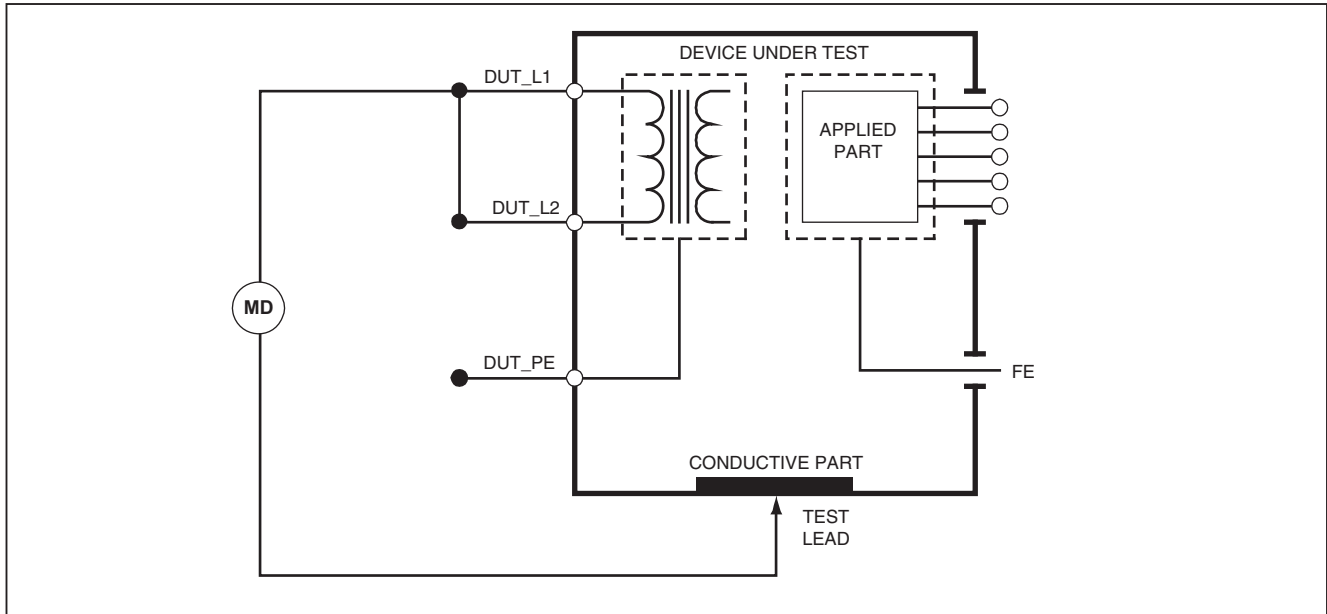 DEVICE UNDER TEST
DUT_L1
APPLIED
PART
DUT_L2
MD
DUT_PE
FE
CONDUCTIVE PART
TEST
LEAD